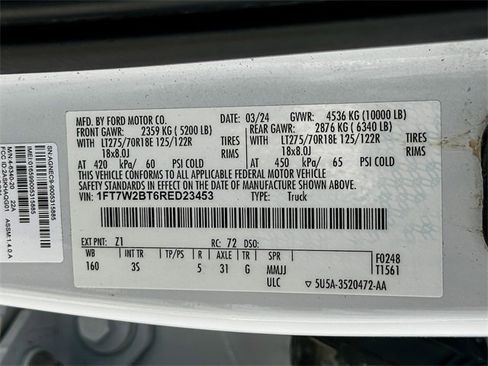 MFD. BY FORD MOTOR CO. 03/24 GVWR: 4536 KG (10000 LB)
FRONT GAWR: 2359 KG (5200 LB) REAR GAWR: 2876 KG (6340 LB)
WITH LT275/70R18E 125/122R TIRES WITH LT275/70R18E 125/122R TIRES
18x8.0J RIMS 18x8.0J RIMS
AT 420 kPa/ 60 PSI COLD AT 450 kPa/ 65 PSI COLD
THIS VEHICLE CONFORMS TO ALL APPLICABLE FEDERAL MOTOR VEHICLE SAFETY STANDARDS
IN EFFECT ON THE DATE OF MANUFACTURE SHOWN ABOVE.
VIN: 1FT7W2BT6RED23453 TYPE: Truck
EXT PNT: Z1 RC: 72 DSO: F0248
WB INT TR R AXLE TR SPR T1561
160 3S 5 31 G MMJJ
ULC 5U5A-3520472-AA